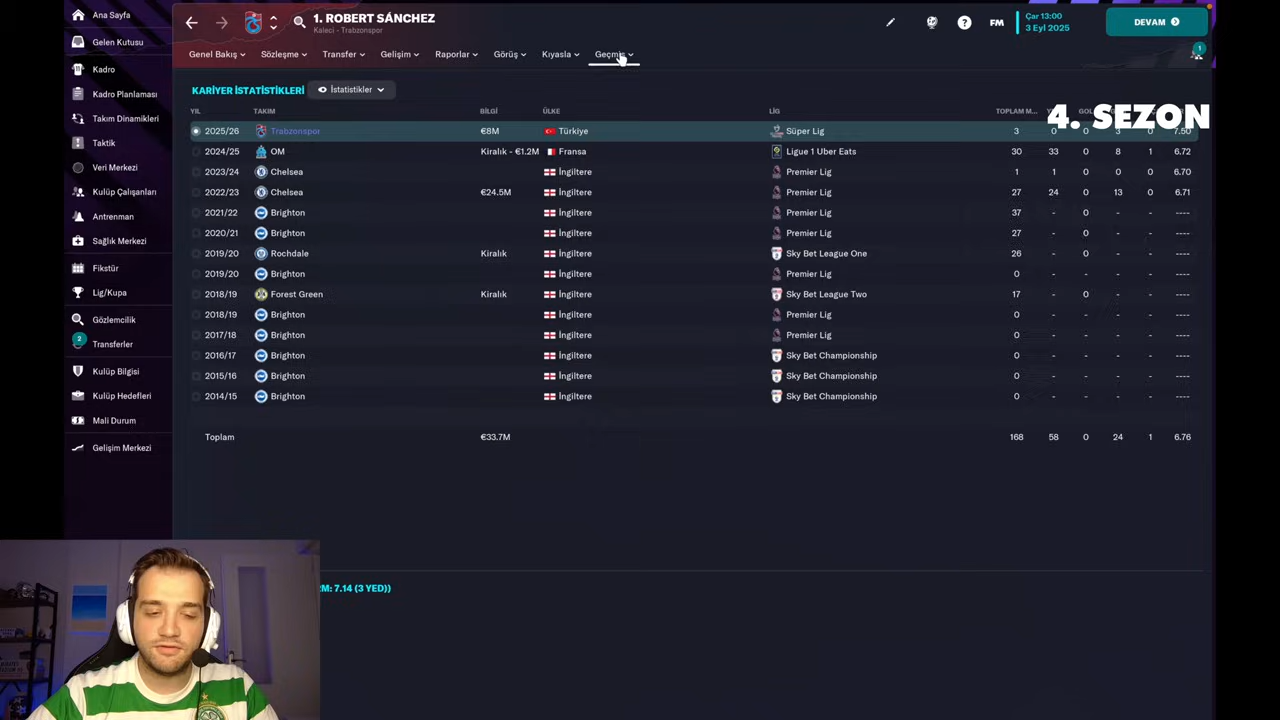 Ana Sayfa
Gelen Kutusu
Kadro
Kadro Planlaması
Takım Dinamikleri
Taktik
Veri Merkezi
Kulüp Çalışanları
Antrenman
Sağlık Merkezi
Fikstür
Lig/Kupa
Gözlemcilik
2
Transferler
Kulüp Bilgisi
Kulüp Hedefleri
Mali Durum
Gelişim Merkezi
1. ROBERT SÁNCHEZ
Kaleci - Trabzonspor
FM
Çar 13:00
3 Eyl 2025
DEVAM
1
Genel Bakış Sözleşme Transfer Gelişim Raporlar Görüş Kıyasla Geçmiş
KARİYER İSTATİSTİKLERİ İstatistikler
4. SEZON
YIL TAKIM BİLGİ ÜLKE LİG TOPLAM M... GOL
2025/26 Trabzonspor €8M Türkiye Süper Lig 3 0 0 3 0 7.50
2024/25 OM Kiralık - €1.2M Fransa Ligue 1 Uber Eats 30 33 0 8 1 6.72
2023/24 Chelsea İngiltere Premier Lig 1 1 0 0 0 6.70
2022/23 Chelsea €24.5M İngiltere Premier Lig 27 24 0 13 0 6.71
2021/22 Brighton İngiltere Premier Lig 37 - 0 - - ----
2020/21 Brighton İngiltere Premier Lig 27 - 0 - - ----
2019/20 Rochdale Kiralık İngiltere Sky Bet League One 26 - 0 - - ----
2019/20 Brighton İngiltere Premier Lig 0 - - - - ----
2018/19 Forest Green Kiralık İngiltere Sky Bet League Two 17 - 0 - - ----
2018/19 Brighton İngiltere Premier Lig 0 - - - - ----
2017/18 Brighton İngiltere Premier Lig 0 - - - - ----
2016/17 Brighton İngiltere Sky Bet Championship 0 - - - - ----
2015/16 Brighton İngiltere Sky Bet Championship 0 - - - - ----
2014/15 Brighton İngiltere Sky Bet Championship 0 - - - - ----
Toplam €33.7M 168 58 0 24 1 6.76
7.14 (3 YED))